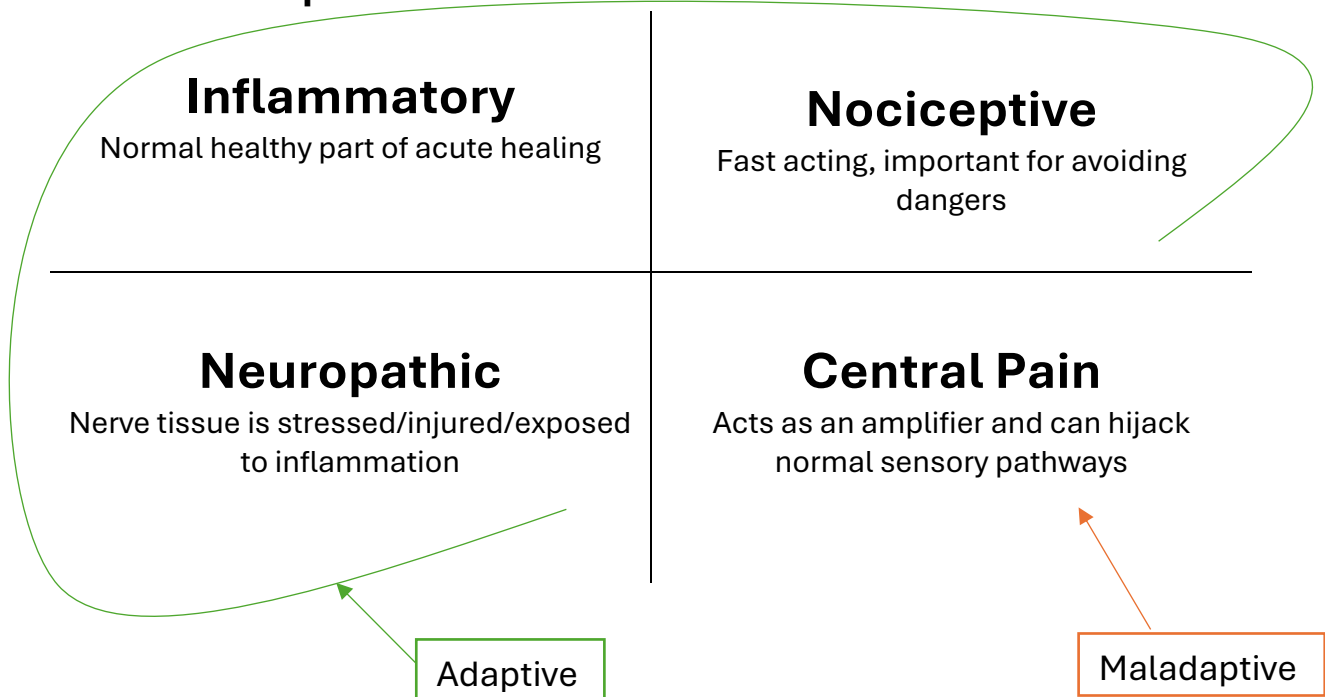 Inflammatory
Normal healthy part of acute healing
Nociceptive
Fast acting, important for avoiding
dangers
Neuropathic
Nerve tissue is stressed/injured/exposed
to inflammation
Central Pain
Acts as an amplifier and can hijack
normal sensory pathways
Adaptive
Maladaptive